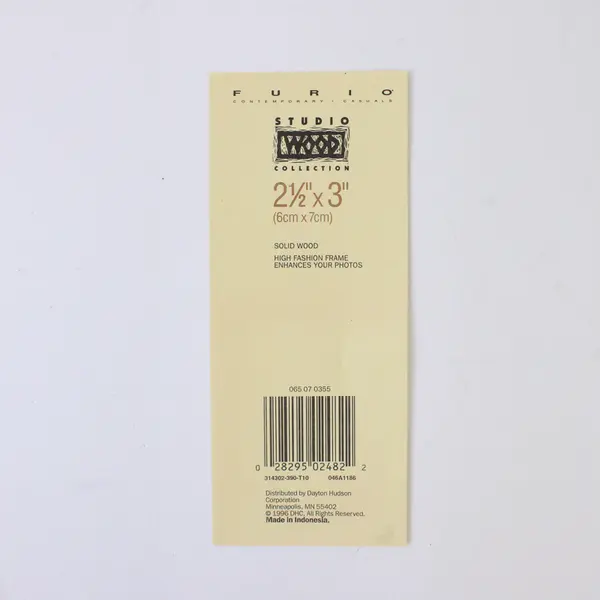 FURIO
CONTEMPORARY / CASUALS
STUDIO
WOOD
COLLECTION
2½" x 3"
(6cm x 7cm)
SOLID WOOD
HIGH FASHION FRAME
ENHANCES YOUR PHOTOS
065 07 0355
0 28295 02482 2
314302-390-T10 046A1186
Distributed by Dayton Hudson
Corporation
Minneapolis, MN 55402
© 1996 DHC, All Rights Reserved.
Made in Indonesia.